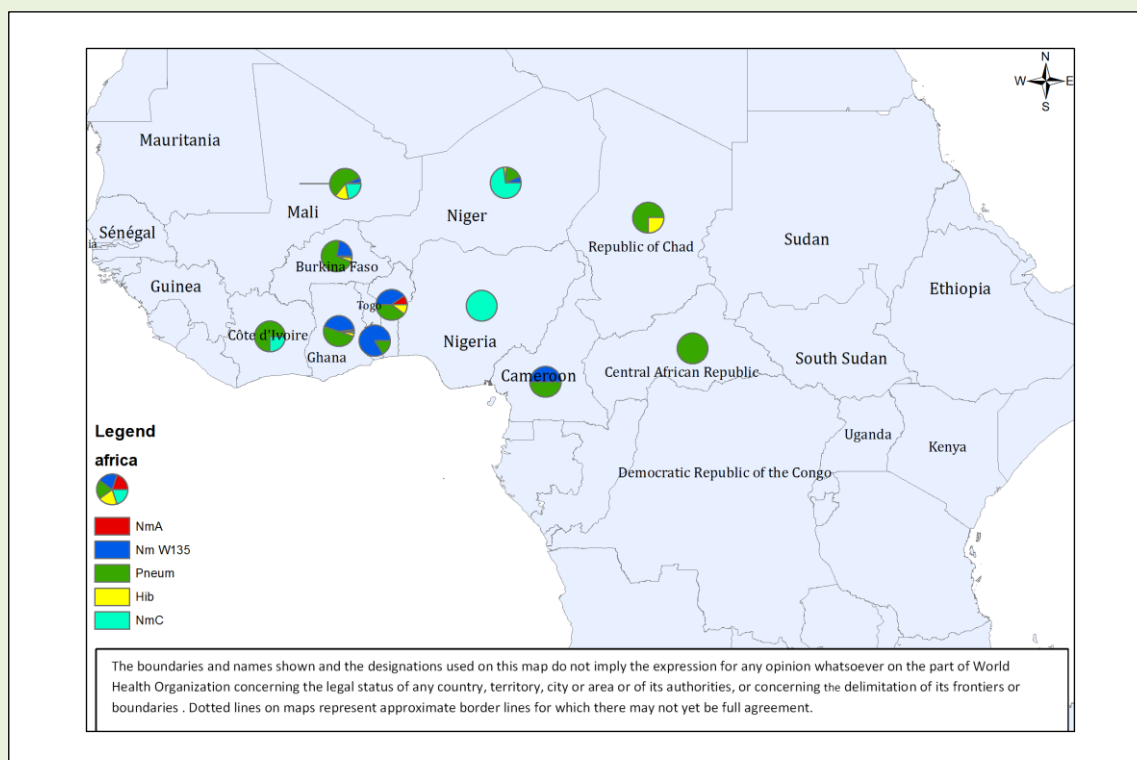 N
W E
S
Mauritania
Mali
Niger
Republic of Chad
Sudan
Sénégal
ia
Burkina Faso
Guinea
Togo
Ethiopia
Côte d'Ivoire
Ghana
Nigeria
Cameroon
Central African Republic
South Sudan
Uganda
Kenya
Democratic Republic of the Congo
Legend
africa
NmA
Nm W135
Pneum
Hib
NmC
The boundaries and names shown and the designations used on this map do not imply the expression for any opinion whatsoever on the part of World
Health Organization concerning the legal status of any country, territory, city or area or of its authorities, or concerning the delimitation of its frontiers or
boundaries . Dotted lines on maps represent approximate border lines for which there may not yet be full agreement.